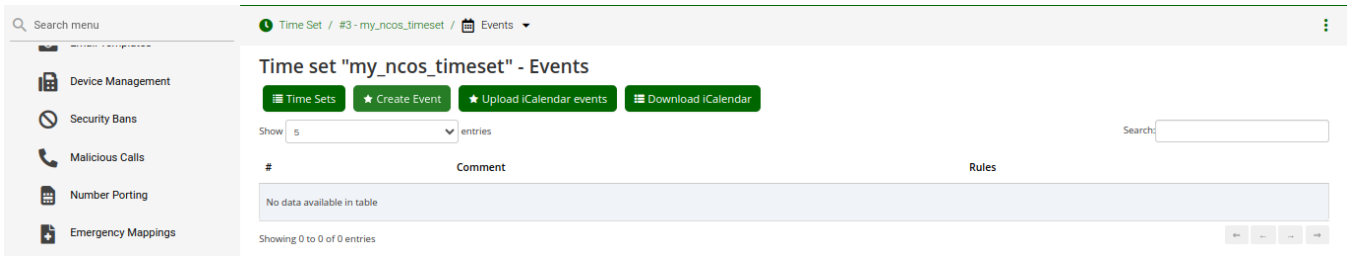 Search menu
Time Set / #3 - my_ncos_timeset / Events
Device Management
Security Bans
Malicious Calls
Number Porting
Emergency Mappings
Time set "my_ncos_timeset" - Events
Time Sets
Create Event
Upload iCalendar events
Download iCalendar
Show 5 entries
Search:
# Comment Rules
No data available in table
Showing 0 to 0 of 0 entries
← ← → →